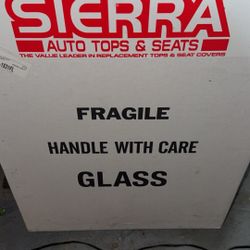 SIERRA
AUTO TOPS & SEATS
THE VALUE LEADER IN REPLACEMENT TOPS & SEAT COVERS
FRAGILE
HANDLE WITH CARE
GLASS